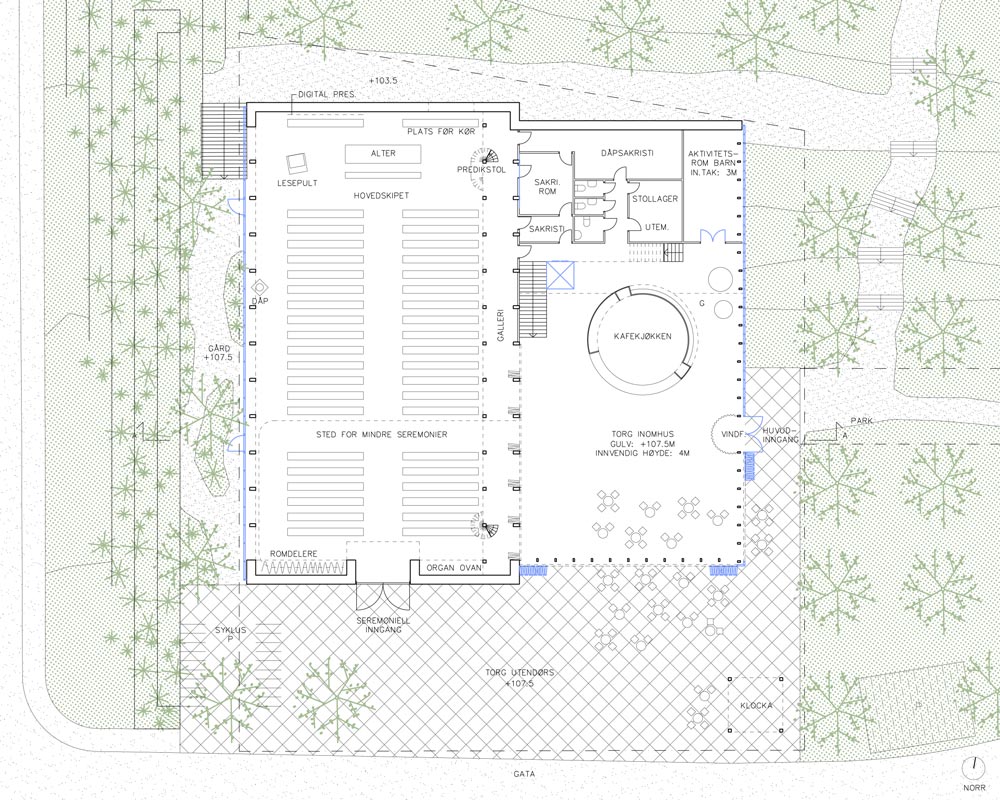 +103.5
DIGITAL PRES.
PLATS FØR KØR
ALTER
LESEPULT
PREDIKSTOL
HOVEDSKIPET
DÅPSAKRISTI
AKTIVITETS-
ROM BARN
IN.TAK: 3M
SAKRI.
ROM
STOLLAGER
SAKRISTI
UTEM.
DÅP
G
GALLERI
KAFEKJØKKEN
GÅRD
+107.5
STED FOR MINDRE SEREMONIER
TORG INOMHUS
GULV: +107.5M
INNVENDIG HØYDE: 4M
VINDF.
HUVUD-
INNGANG
PARK
A
A
ROMDELERE
ORGAN OVAN
SEREMONIELL
INNGANG
SYKLUS
P
TORG UTENDØRS
+107.5
KLOCKA
P
GATA
NORR